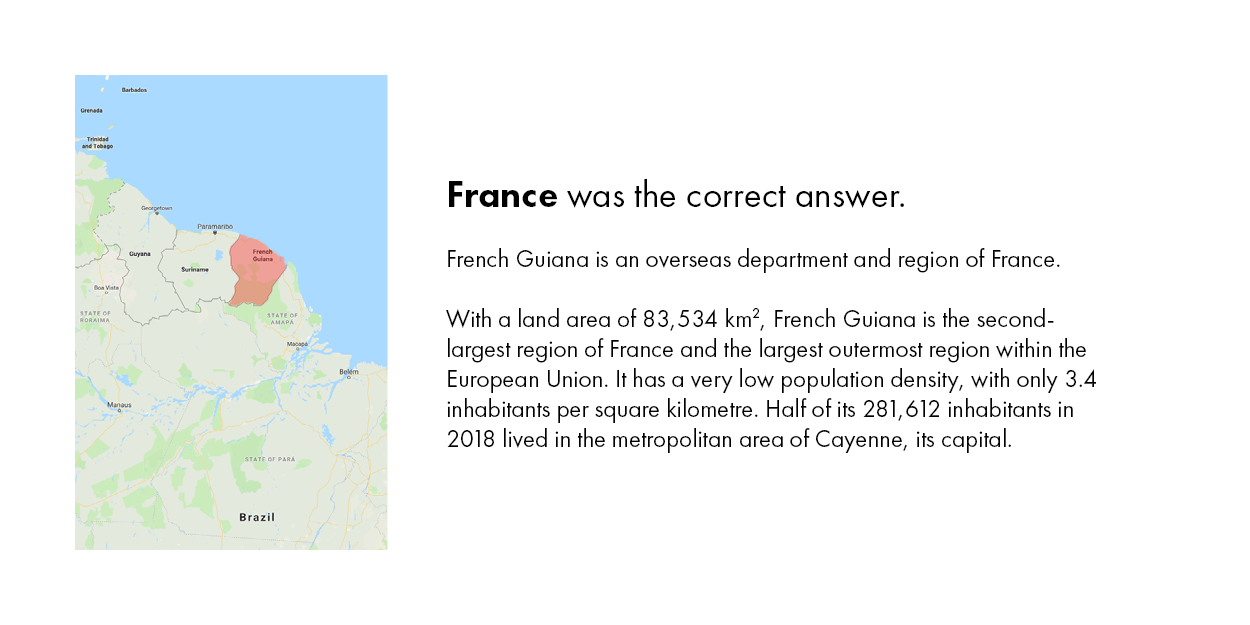 Barbados
Grenada
Trinidad
and Tobago
Georgetown
Paramaribo
French
Guiana
Guyana
Suriname
Boa Vista
STATE OF
RORAIMA
STATE OF
AMAPÁ
Macapá
Belém
Manaus
STATE OF PARÁ
Brazil
France was the correct answer.
French Guiana is an overseas department and region of France.
With a land area of 83,534 km², French Guiana is the second-
largest region of France and the largest outermost region within the
European Union. It has a very low population density, with only 3.4
inhabitants per square kilometre. Half of its 281,612 inhabitants in
2018 lived in the metropolitan area of Cayenne, its capital.